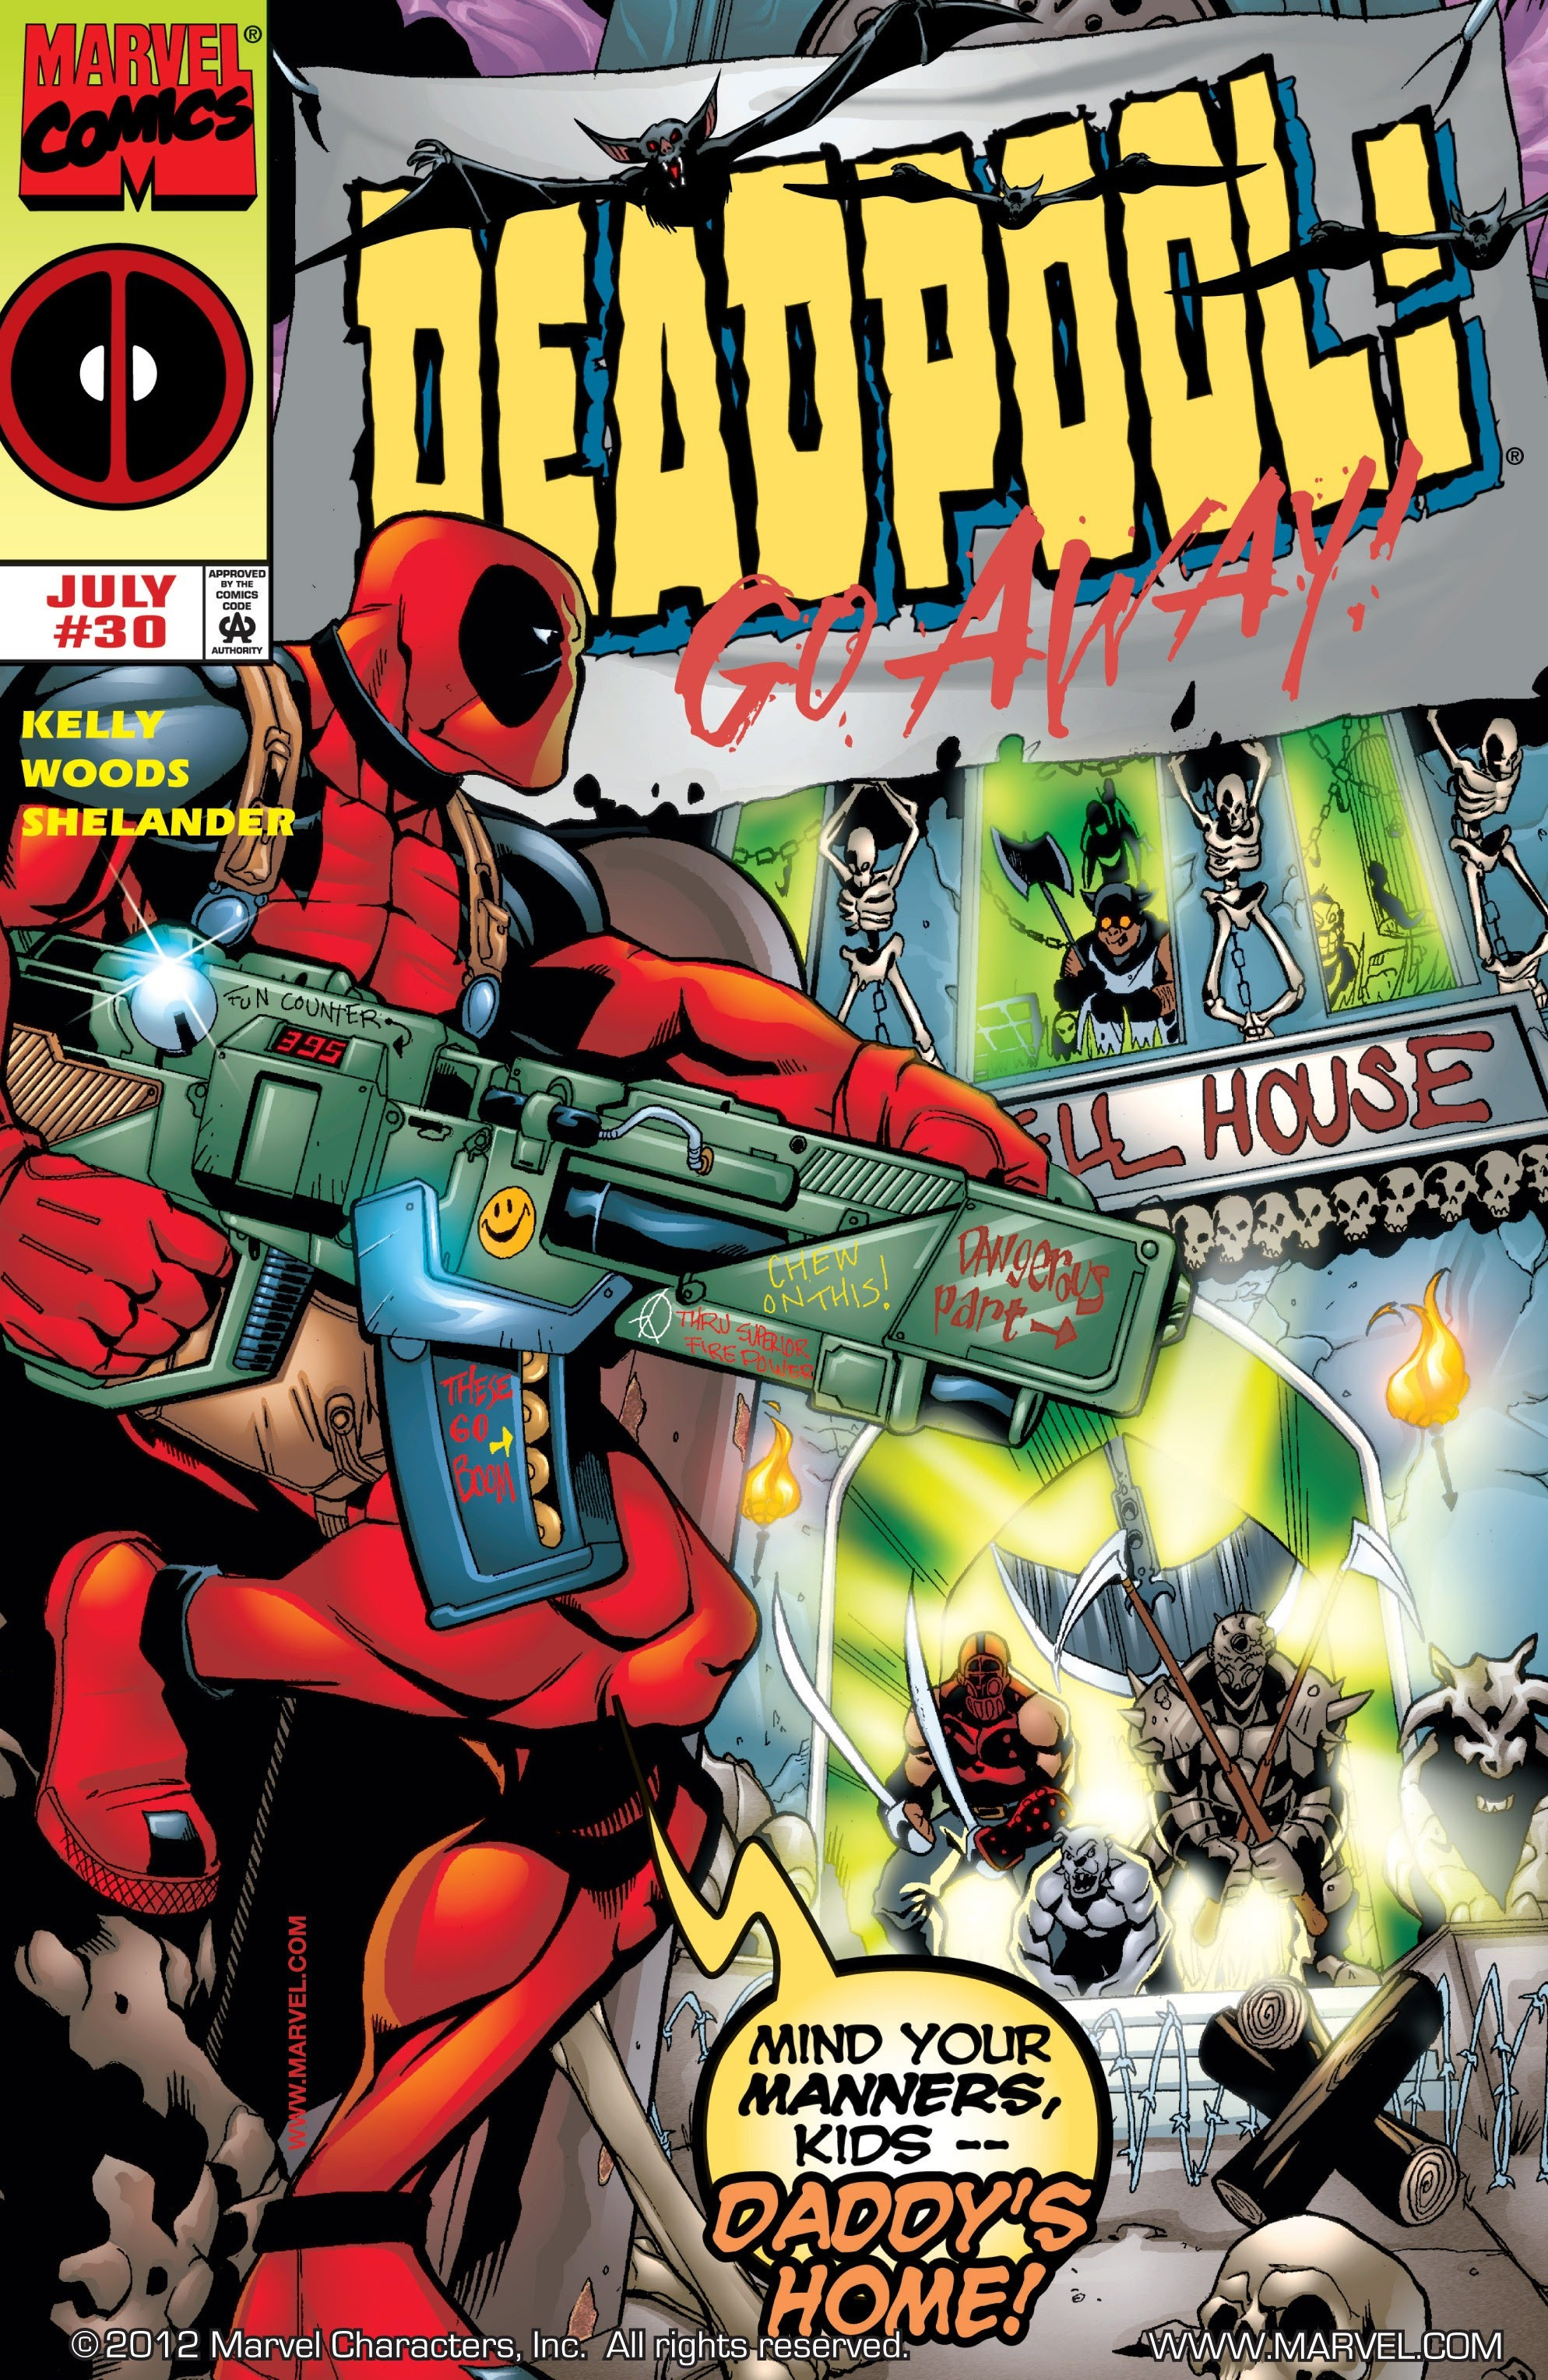 MARVEL®
COMICS
M
DEADPOOL!
®
GO AWAY!
JULY
#30
APPROVED
BY THE
COMICS
CODE
CA
AUTHORITY
KELLY
WOODS
SHELANDER
FUN COUNTER
395
ELL HOUSE
CHEW
ON THIS!
DANgerous
part
THRU SUPERIOR
FIRE POWER
THESE
GO
BOOM
WWW.MARVEL.COM
MIND YOUR
MANNERS,
KIDS --
DADDY'S
HOME!
© 2012 Marvel Characters, Inc. All rights reserved.
WWW.MARVEL.COM